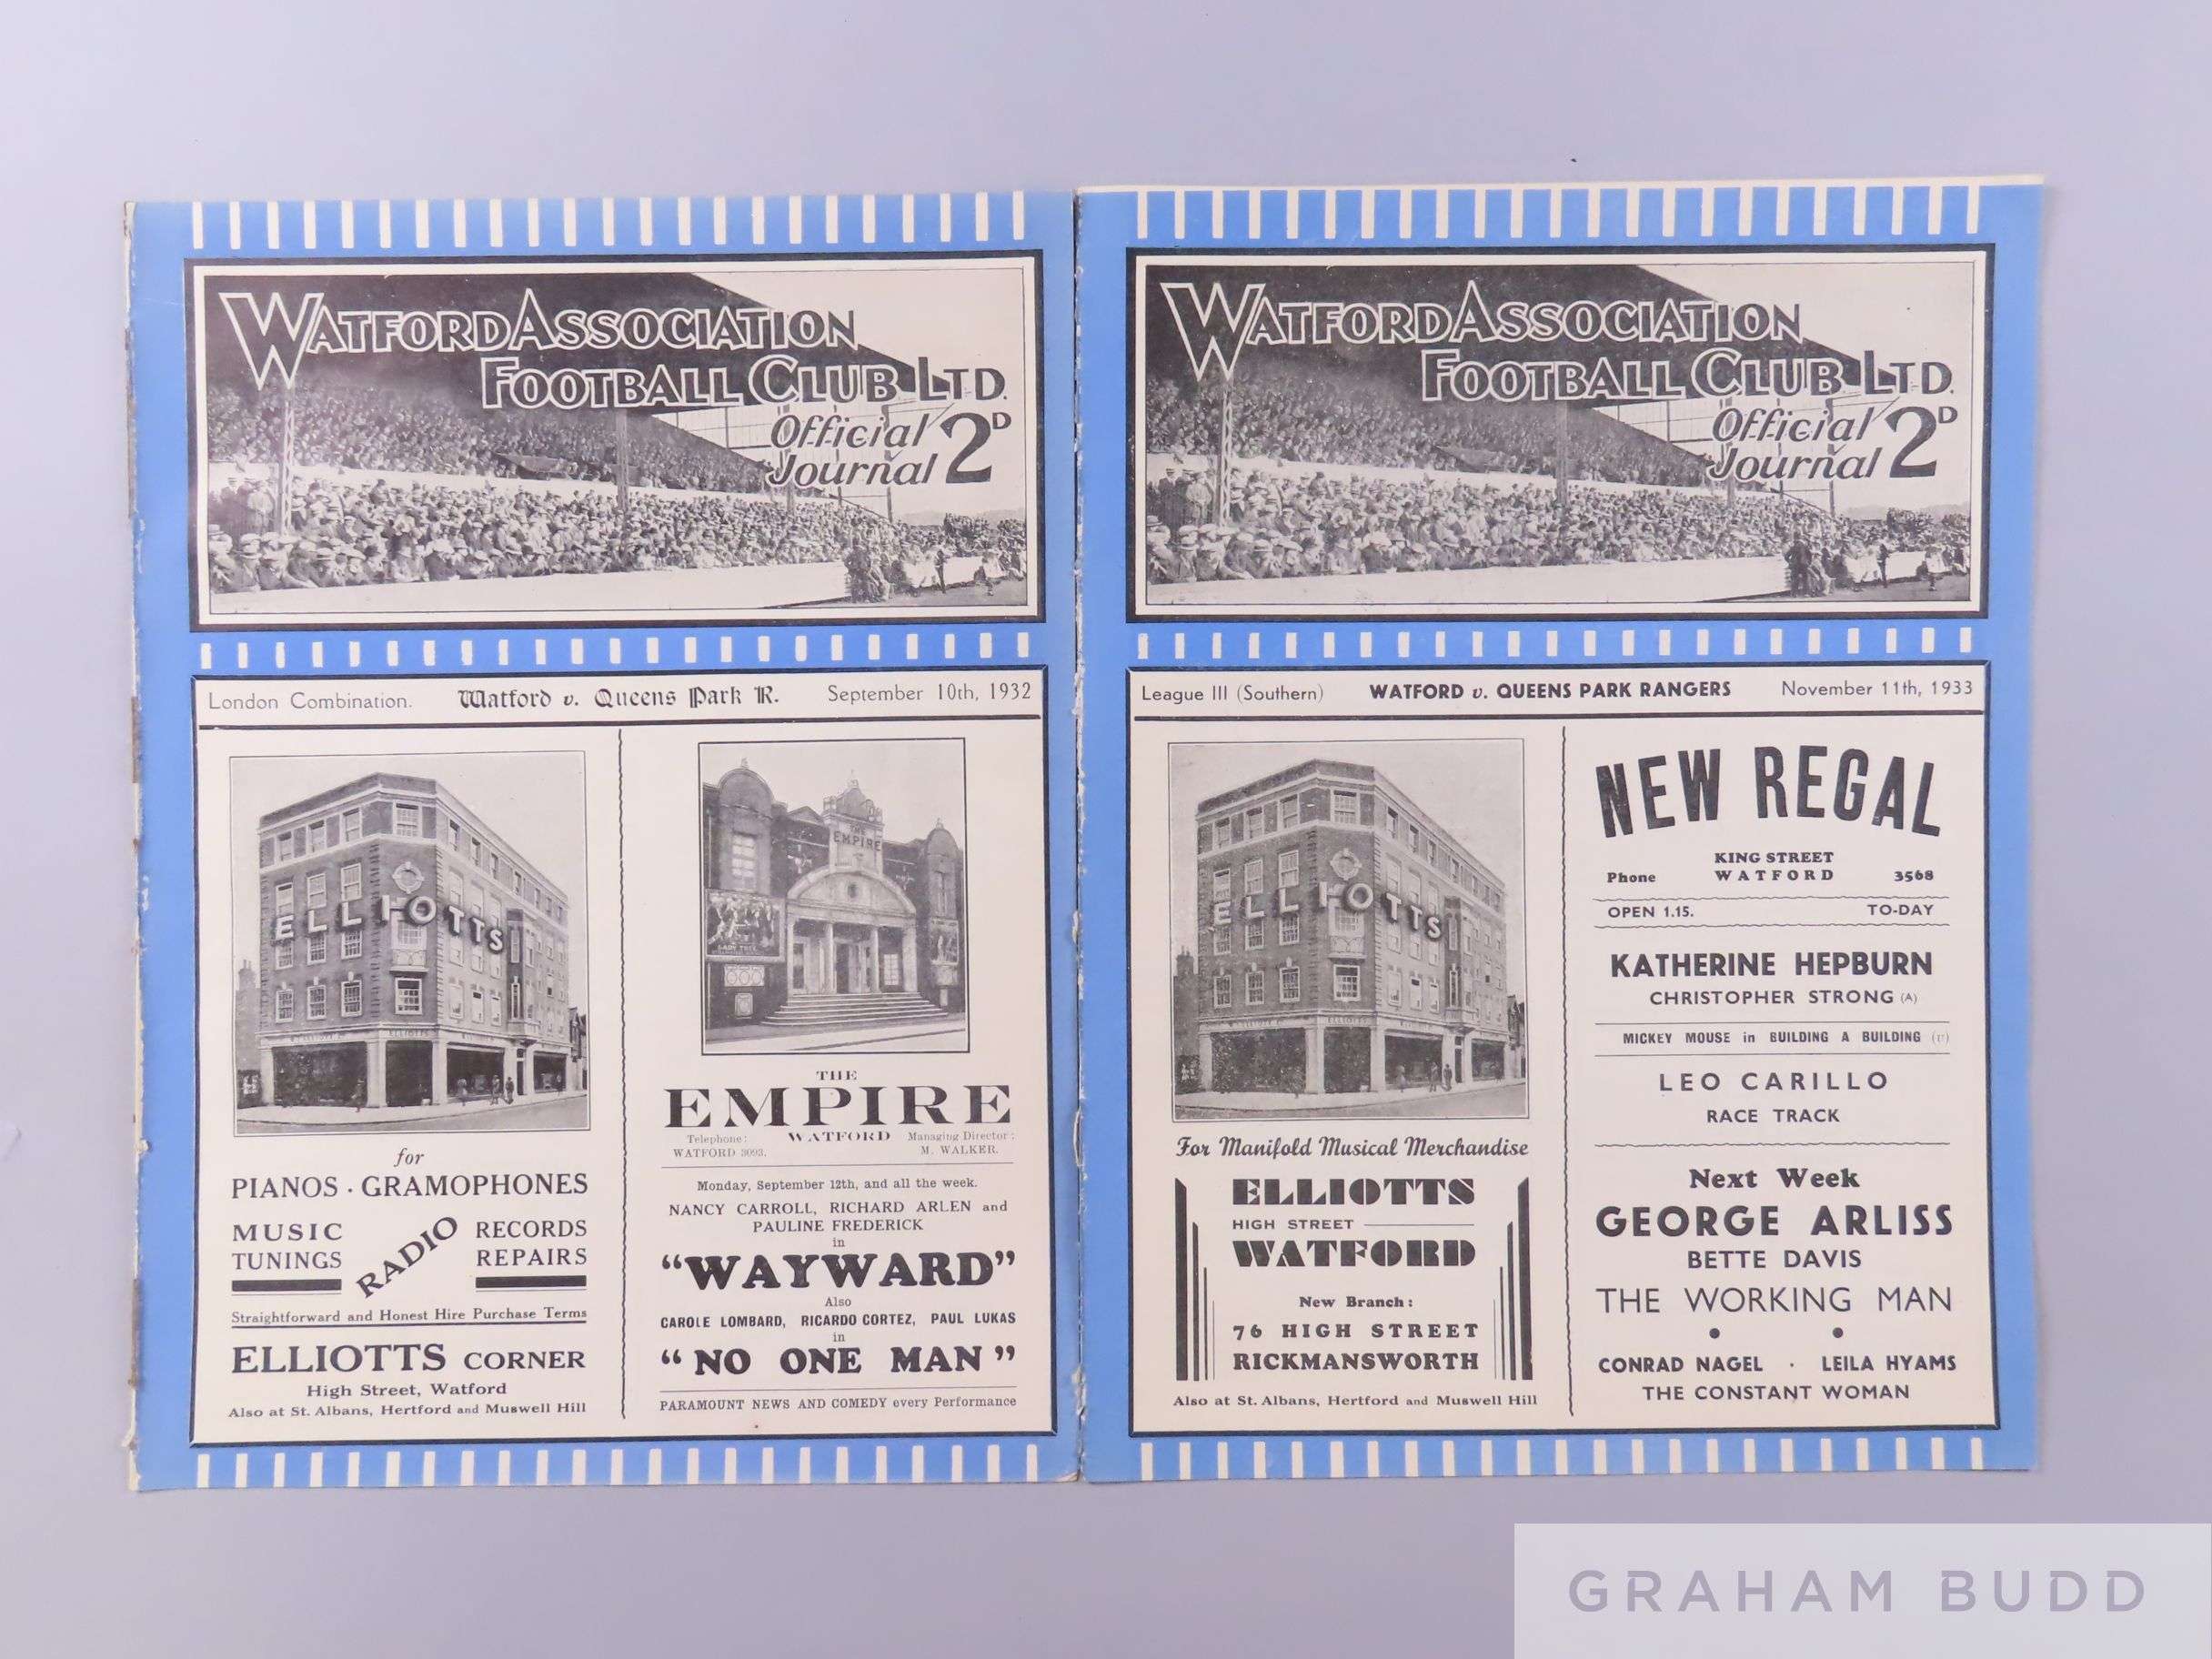 WATFORD ASSOCIATION
FOOTBALL CLUB LTD.
Official
Journal 2D
London Combination. Watford v. Queens Park R. September 10th, 1932
ELLIOTTS
ELLIOTTS
for
PIANOS · GRAMOPHONES
MUSIC
TUNINGS
RADIO
RECORDS
REPAIRS
Straightforward and Honest Hire Purchase Terms
ELLIOTTS CORNER
High Street, Watford
Also at St. Albans, Hertford and Muswell Hill
THE
EMPIRE
THE
EMPIRE
Telephone: WATFORD Managing Director:
WATFORD 3093. M. WALKER.
Monday, September 12th, and all the week.
NANCY CARROLL, RICHARD ARLEN and
PAULINE FREDERICK
in
"WAYWARD"
Also
CAROLE LOMBARD, RICARDO CORTEZ, PAUL LUKAS
in
"NO ONE MAN"
PARAMOUNT NEWS AND COMEDY every Performance
WATFORD ASSOCIATION
FOOTBALL CLUB LTD.
Official
Journal 2D
League III (Southern) WATFORD v. QUEENS PARK RANGERS November 11th, 1933
ELLIOTTS
For Manifold Musical Merchandise
ELLIOTTS
HIGH STREET
WATFORD
New Branch:
76 HIGH STREET
RICKMANSWORTH
Also at St. Albans, Hertford and Muswell Hill
NEW REGAL
KING STREET
Phone WATFORD 3568
OPEN 1.15. TO-DAY
KATHERINE HEPBURN
CHRISTOPHER STRONG (A)
MICKEY MOUSE in BUILDING A BUILDING (U)
LEO CARILLO
RACE TRACK
Next Week
GEORGE ARLISS
BETTE DAVIS
THE WORKING MAN
CONRAD NAGEL · LEILA HYAMS
THE CONSTANT WOMAN
GRAHAM BUDD